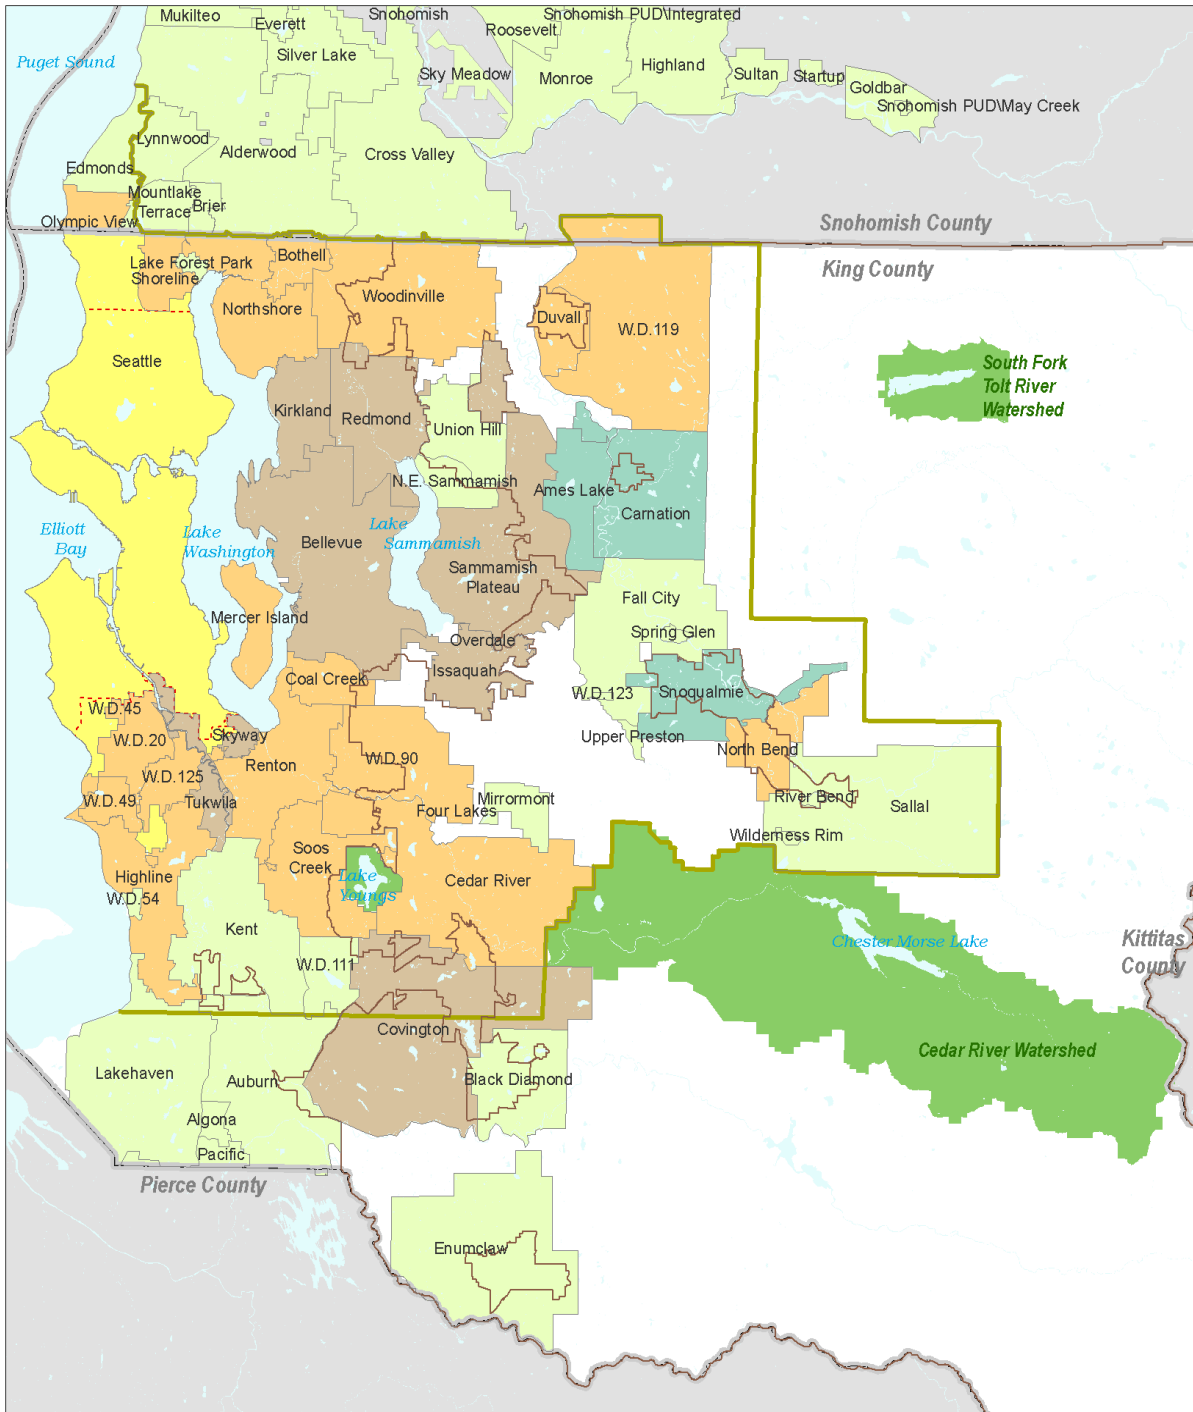 Mukilteo
Everett
Snohomish
Snohomish PUD\Integrated
Roosevelt
Silver Lake
Puget Sound
Sky Meadow
Monroe
Highland
Sultan
Startup
Goldbar
Snohomish PUD\May Creek
Lynnwood
Alderwood
Cross Valley
Edmonds
Mountlake
Terrace
Brier
Olympic View
Snohomish County
King County
Lake Forest Park
Shoreline
Bothell
Northshore
Woodinville
Duvall
W.D.119
Seattle
South Fork
Tolt River
Watershed
Kirkland
Redmond
Union Hill
N.E. Sammamish
Ames Lake
Carnation
Elliott
Bay
Lake
Washington
Bellevue
Lake
Sammamish
Sammamish
Plateau
Fall City
Mercer Island
Spring Glen
Overdale
Issaquah
Coal Creek
W.D.123
Snoqualmie
W.D.45
W.D.20
Skyway
Upper Preston
North Bend
W.D.125
Renton
W.D.90
W.D.49
Tukwila
Four Lakes
Mirrormont
River Bend
Sallal
Wilderness Rim
Soos
Creek
Highline
W.D.54
Lake
Youngs
Cedar River
Kent
W.D.111
Chester Morse Lake
Kittitas
County
Covington
Cedar River Watershed
Lakehaven
Auburn
Black Diamond
Algona
Pacific
Pierce County
Enumclaw